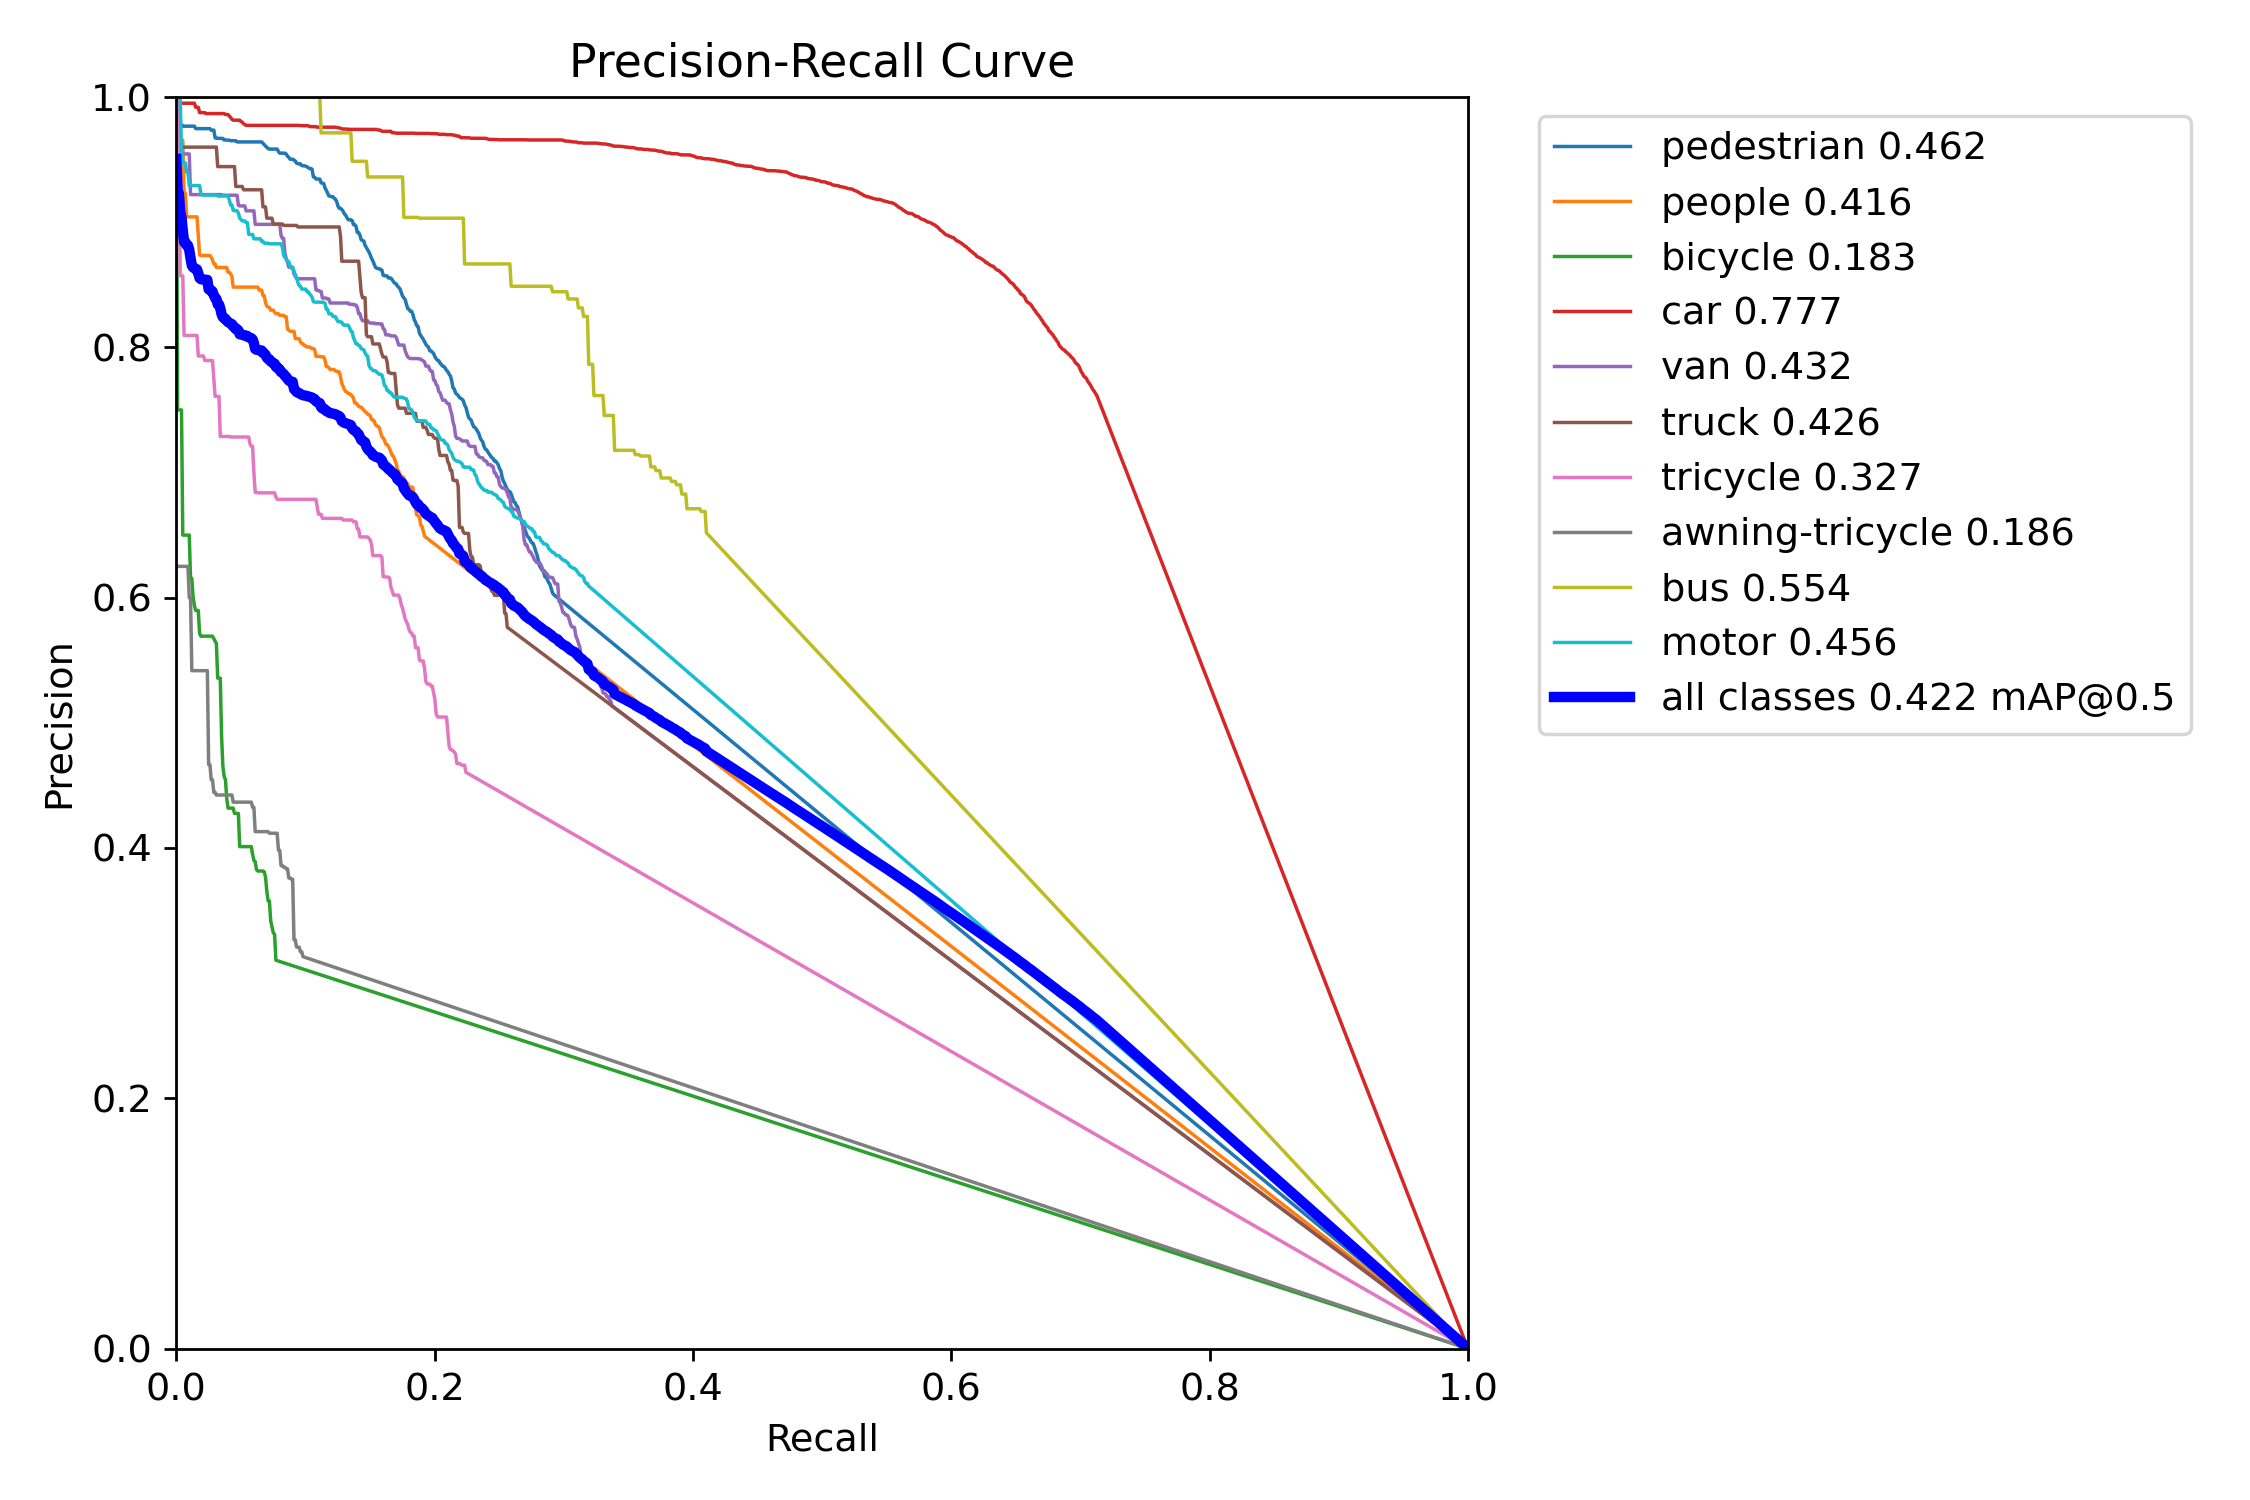 Precision-Recall Curve
1.0
0.8
0.6
0.4
0.2
0.0
Precision
0.0 0.2 0.4 0.6 0.8 1.0
Recall
pedestrian 0.462
people 0.416
bicycle 0.183
car 0.777
van 0.432
truck 0.426
tricycle 0.327
awning-tricycle 0.186
bus 0.554
motor 0.456
all classes 0.422 mAP@0.5